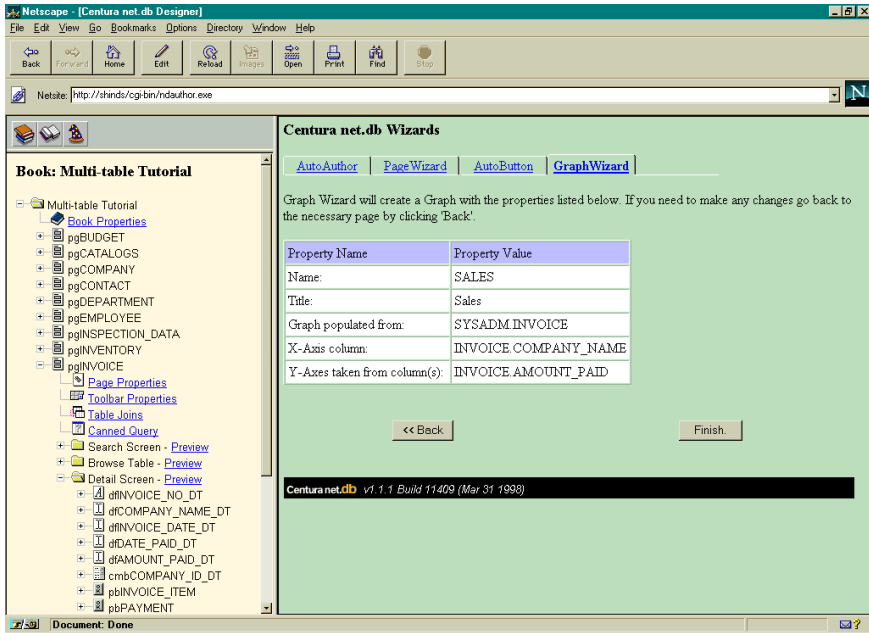 Netscape - [Centura net.db Designer]
File Edit View Go Bookmarks Options Directory Window Help
Back Forward Home Edit Reload Images Open Print Find Stop
Netsite: http://shinds/cgi-bin/ndauthor.exe
N
Book: Multi-table Tutorial
Multi-table Tutorial
Book Properties
pgBUDGET
pgCATALOGS
pgCOMPANY
pgCONTACT
pgDEPARTMENT
pgEMPLOYEE
pgINSPECTION_DATA
pgINVENTORY
pgINVOICE
Page Properties
Toolbar Properties
Table Joins
Canned Query
Search Screen - Preview
Browse Table - Preview
Detail Screen - Preview
dfINVOICE_NO_DT
dfCOMPANY_NAME_DT
dfINVOICE_DATE_DT
dfDATE_PAID_DT
dfAMOUNT_PAID_DT
cmbCOMPANY_ID_DT
pbINVOICE_ITEM
pbPAYMENT
Centura net.db Wizards
AutoAuthor PageWizard AutoButton GraphWizard
Graph Wizard will create a Graph with the properties listed below. If you need to make any changes go back to
the necessary page by clicking 'Back'.
Property Name Property Value
Name: SALES
Title: Sales
Graph populated from: SYSADM.INVOICE
X-Axis column: INVOICE.COMPANY_NAME
Y-Axes taken from column(s): INVOICE.AMOUNT_PAID
<< Back Finish.
Centura net.db v1.1.1 Build 11409 (Mar 31 1998)
Document: Done